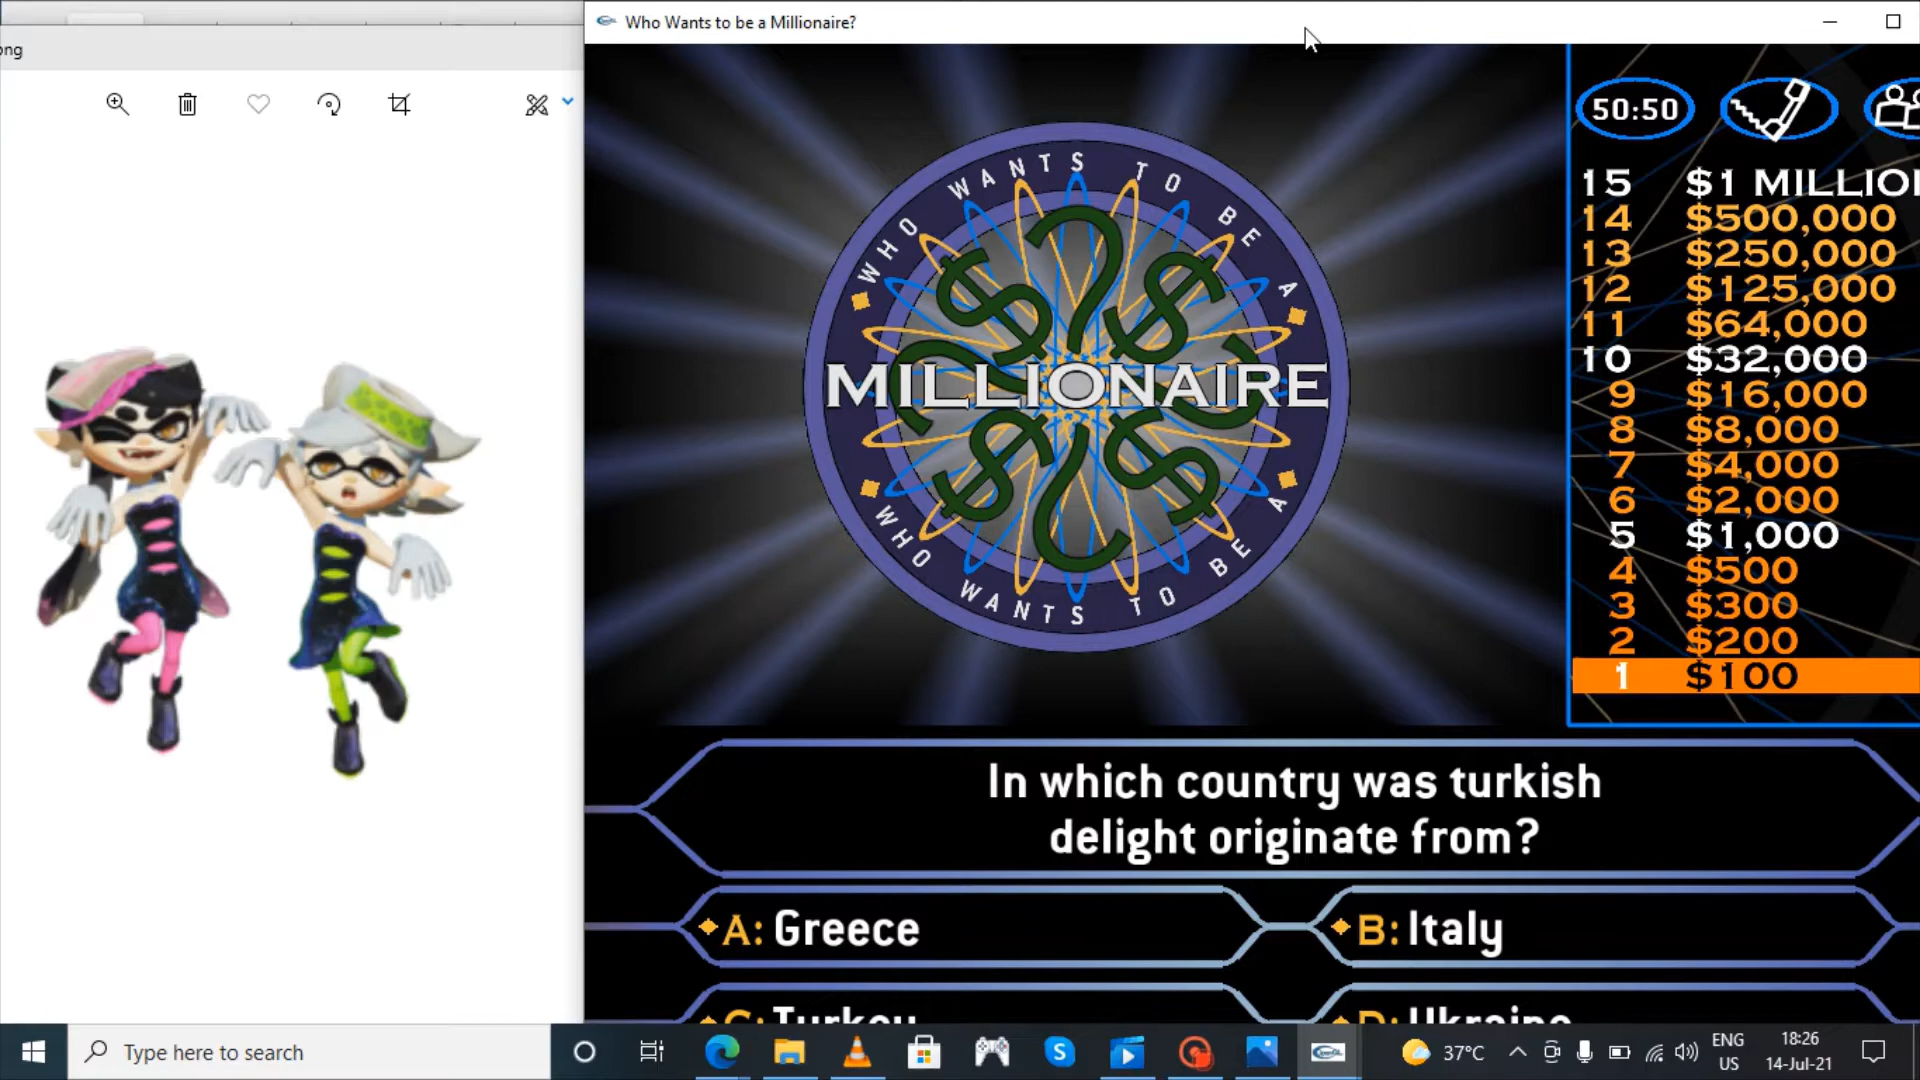 Who Wants to be a Millionaire?
ong
WHO WANTS TO BE A
MILLIONAIRE
WHO WANTS TO BE A
50:50
15 $1 MILLIO
14 $500,000
13 $250,000
12 $125,000
11 $64,000
10 $32,000
9 $16,000
8 $8,000
7 $4,000
6 $2,000
5 $1,000
4 $500
3 $300
2 $200
1 $100
In which country was turkish
delight originate from?
A: Greece
B: Italy
C: Turkey
D: Ukraine
Type here to search
37°C
ENG
US
18:26
14-Jul-21